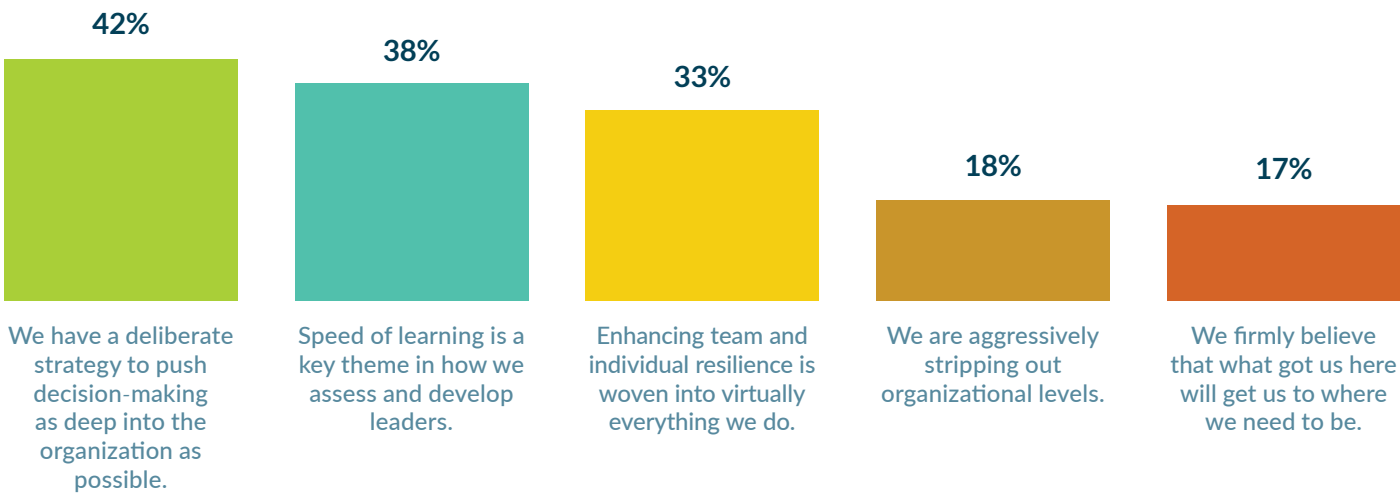 42%
We have a deliberate
strategy to push
decision-making
as deep into the
organization as
possible.
38%
Speed of learning is a
key theme in how we
assess and develop
leaders.
33%
Enhancing team and
individual resilience is
woven into virtually
everything we do.
18%
We are aggressively
stripping out
organizational levels.
17%
We firmly believe
that what got us here
will get us to where
we need to be.